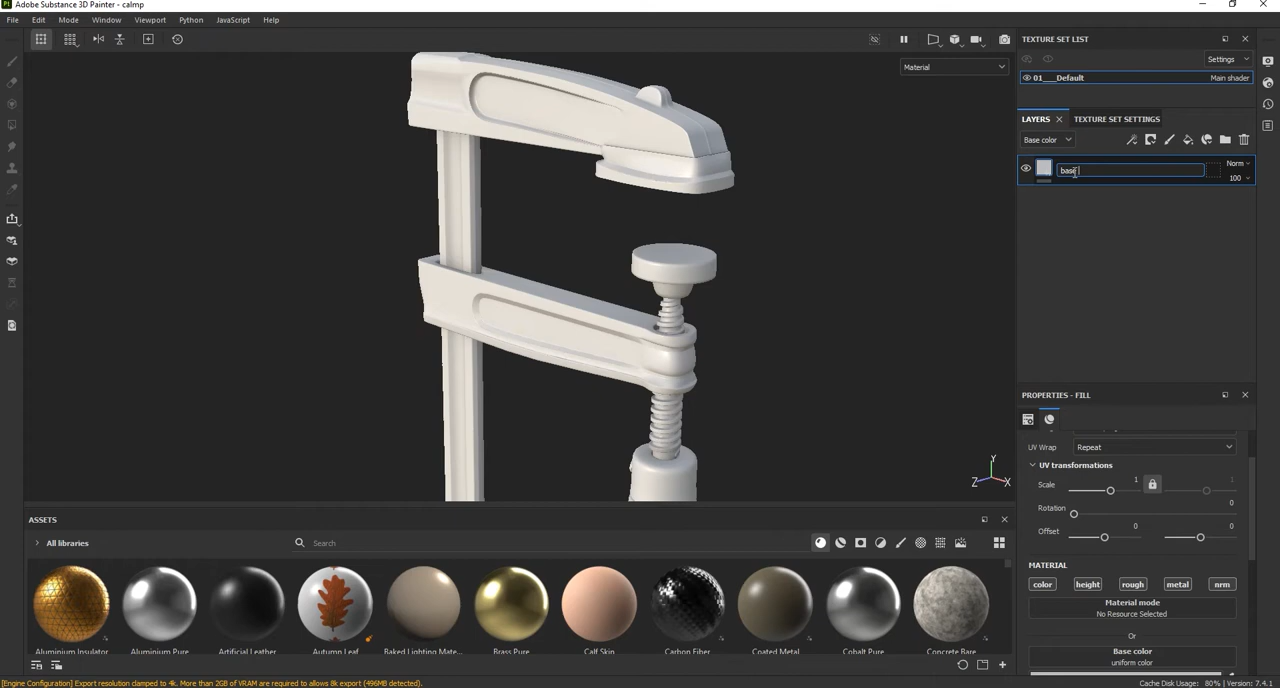 Adobe Substance 3D Painter - calmp
File Edit Mode Window Viewport Python JavaScript Help
Material
TEXTURE SET LIST
Settings
01___Default Main shader
LAYERS TEXTURE SET SETTINGS
Base color
base
Norm
100
PROPERTIES - FILL
UV Wrap Repeat
UV transformations
Scale 1 1
Rotation 0
Offset 0 0
MATERIAL
color height rough metal nrm
Material mode
No Resource Selected
Or
Base color
uniform color
Y
Z X
ASSETS
All libraries
Search
Aluminium Insulator Aluminium Pure Artificial Leather Autumn Leaf Baked Lighting Mate... Brass Pure Calf Skin Carbon Fiber Coated Metal Cobalt Pure Concrete Bare
[Engine Configuration] Export resolution clamped to 4k. More than 2GB of VRAM are required to allows 8k export (496MB detected).
Cache Disk Usage: 80% | Version: 7.4.1